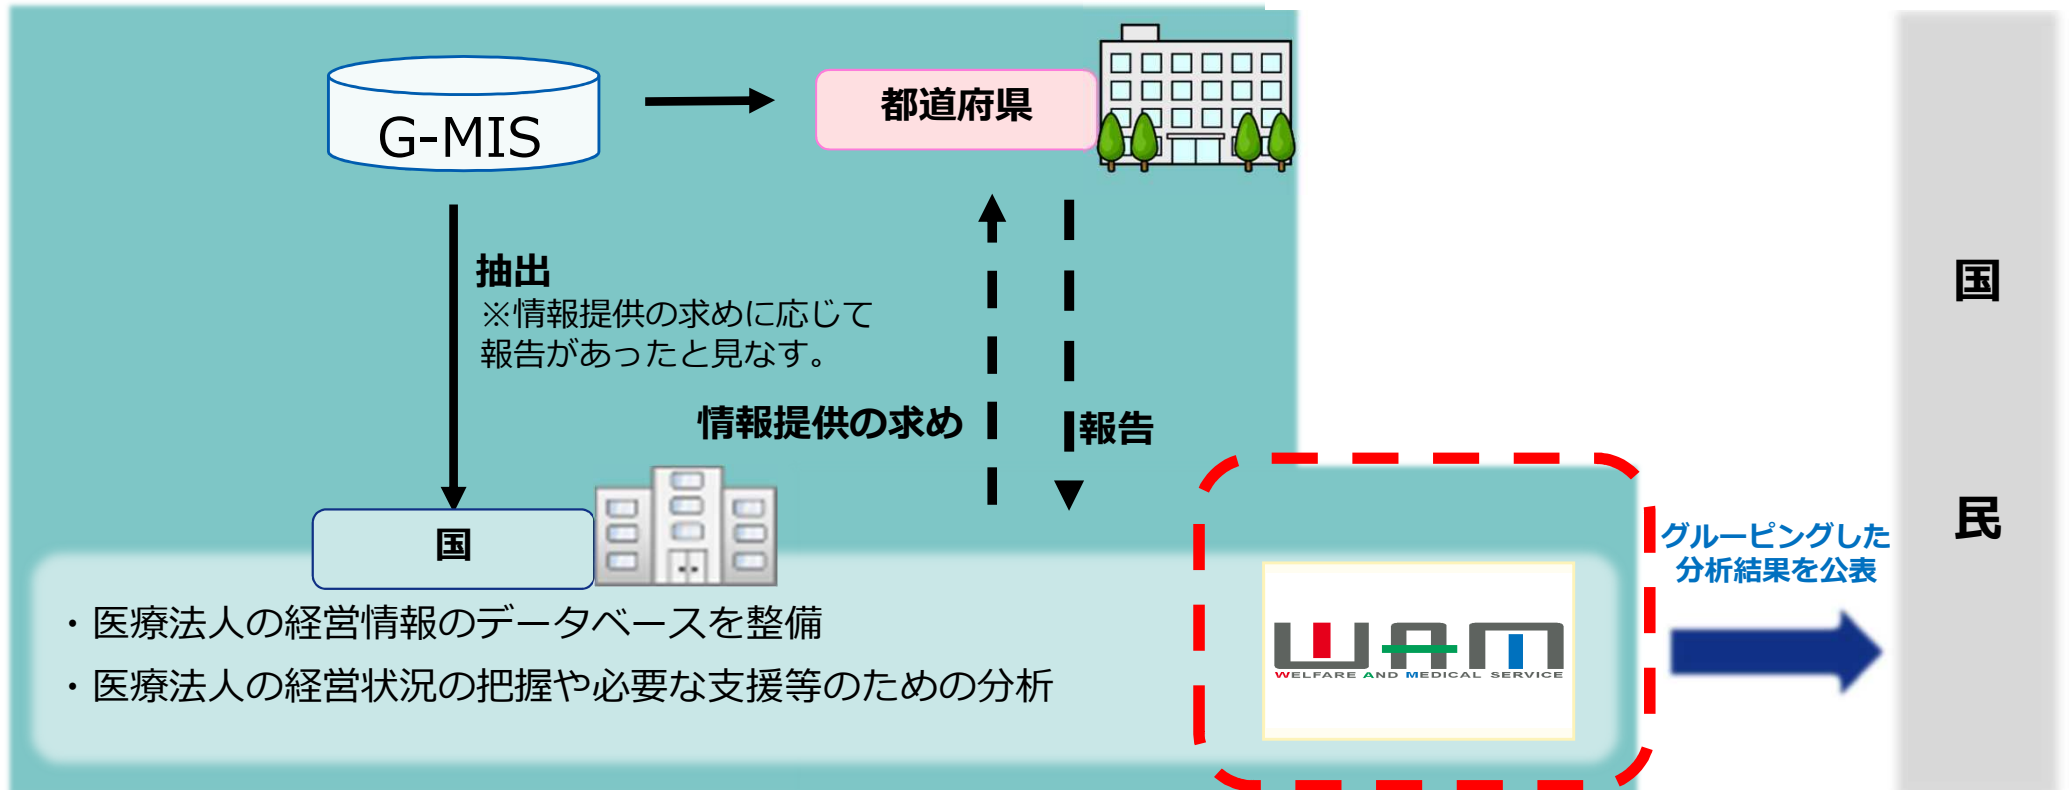 G-MIS
都道府県
抽出
※情報提供の求めに応じて
報告があったと見なす。
情報提供の求め
報告
国
・医療法人の経営情報のデータベースを整備
・医療法人の経営状況の把握や必要な支援等のための分析
WAM
WELFARE AND MEDICAL SERVICE
グルーピングした
分析結果を公表
国
民